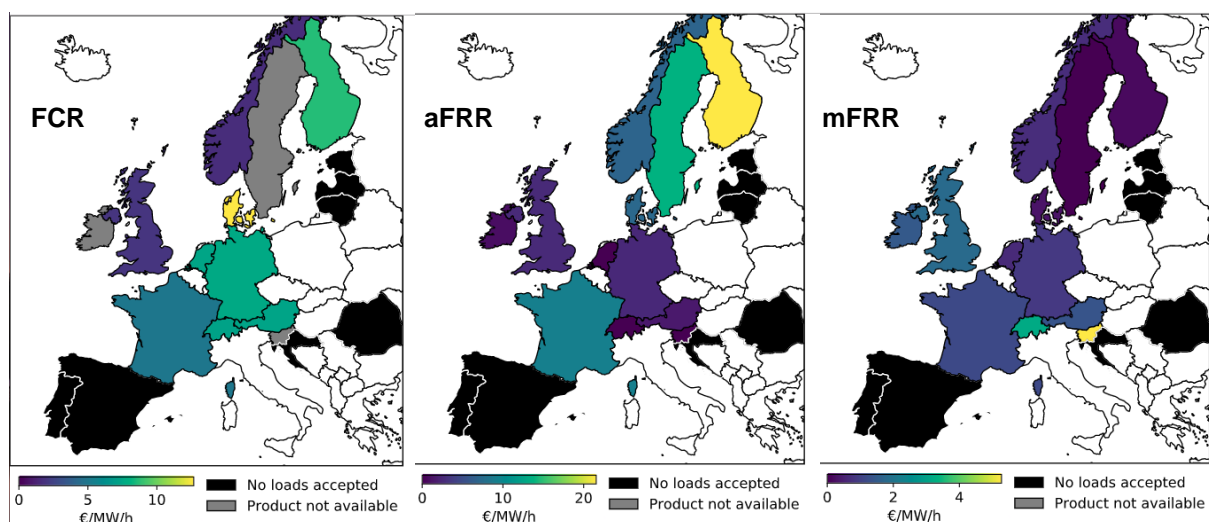 FCR
aFRR
mFRR
0 5 10
€/MW/h
No loads accepted
Product not available
0 10 20
€/MW/h
No loads accepted
Product not available
0 2 4
€/MW/h
No loads accepted
Product not available